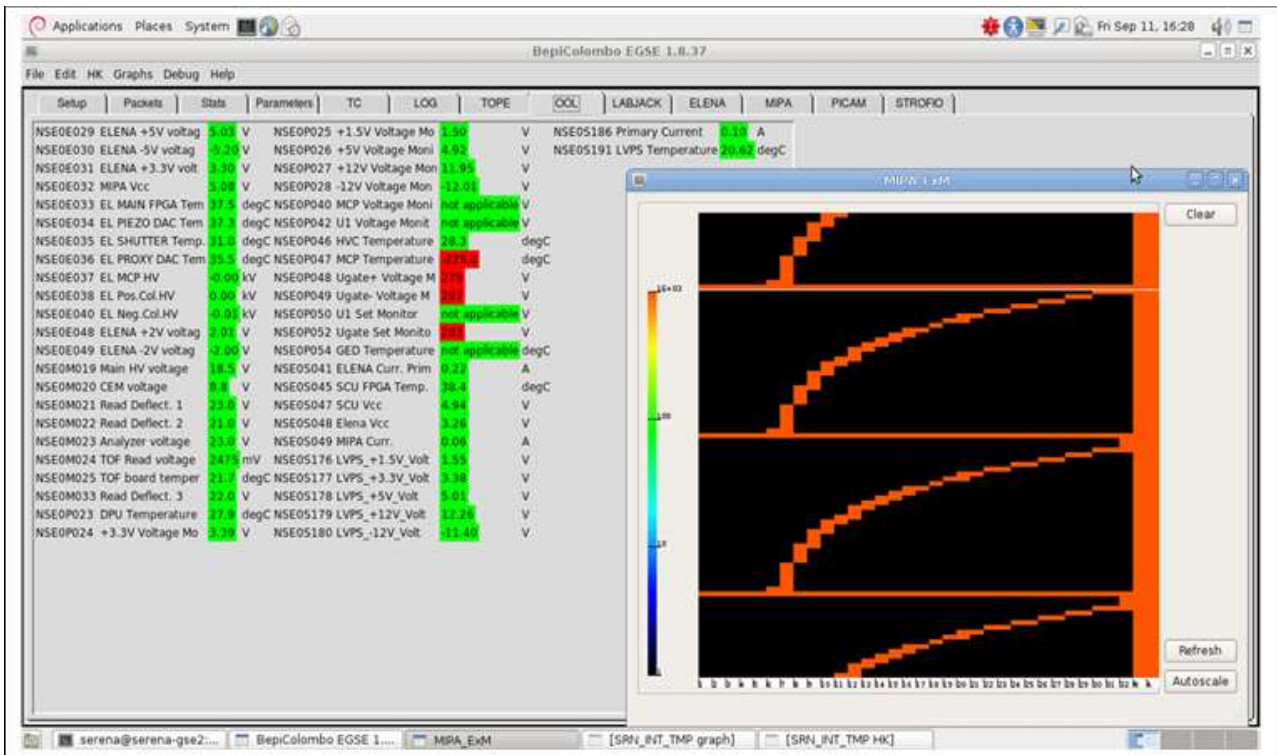 Applications Places System Fri Sep 11, 16:28
BepiColombo EGSE 1.8.37
File Edit HK Graphs Debug Help
Setup Packets Stats Parameters TC LOG TOPE OOL LABJACK ELENA MIPA PICAM STROFIO
NSE0E029 ELENA +5V voltag 5.03 V NSE0P025 +1.5V Voltage Mo 1.50 V NSE0S186 Primary Current 0.10 A
NSE0E030 ELENA -5V voltag -5.20 V NSE0P026 +5V Voltage Moni 4.92 V NSE0S191 LVPS Temperature 20.62 degC
NSE0E031 ELENA +3.3V volt 3.30 V NSE0P027 +12V Voltage Mon 11.95 V
NSE0E032 MIPA Vcc 5.08 V NSE0P028 -12V Voltage Mon -12.01 V
NSE0E033 EL MAIN FPGA Tem 37.5 degC NSE0P040 MCP Voltage Moni not applicable V
NSE0E034 EL PIEZO DAC Tem 37.3 degC NSE0P042 U1 Voltage Monit not applicable V
NSE0E035 EL SHUTTER Temp. 31.0 degC NSE0P046 HVC Temperature 28.3 degC
NSE0E036 EL PROXY DAC Tem 35.5 degC NSE0P047 MCP Temperature degC
NSE0E037 EL MCP HV -0.00 kV NSE0P048 Ugate+ Voltage M V
NSE0E038 EL Pos.Col.HV 0.00 kV NSE0P049 Ugate- Voltage M V
NSE0E040 EL Neg.Col.HV -0.01 kV NSE0P050 U1 Set Monitor not applicable V
NSE0E048 ELENA +2V voltag 2.01 V NSE0P052 Ugate Set Monito V
NSE0E049 ELENA -2V voltag -2.00 V NSE0P054 GED Temperature not applicable degC
NSE0M019 Main HV voltage 18.5 V NSE0S041 ELENA Curr. Prim 0.22 A
NSE0M020 CEM voltage 9.8 V NSE0S045 SCU FPGA Temp. 38.4 degC
NSE0M021 Read Deflect. 1 23.0 V NSE0S047 SCU Vcc 4.94 V
NSE0M022 Read Deflect. 2 21.0 V NSE0S048 Elena Vcc 3.26 V
NSE0M023 Analyzer voltage 23.0 V NSE0S049 MIPA Curr. 0.06 A
NSE0M024 TOF Read voltage 2475 mV NSE0S176 LVPS_+1.5V_Volt 1.55 V
NSE0M025 TOF board temper 21.7 degC NSE0S177 LVPS_+3.3V_Volt 3.38 V
NSE0M033 Read Deflect. 3 22.0 V NSE0S178 LVPS_+5V_Volt 5.01 V
NSE0P023 DPU Temperature 27.9 degC NSE0S179 LVPS_+12V_Volt 12.26 V
NSE0P024 +3.3V Voltage Mo 3.39 V NSE0S180 LVPS_-12V_Volt -11.40 V
MIPA_ExM
Clear
1E+03
100
10
Refresh
Autoscale
serena@serena-gse2:... BepiColombo EGSE 1.... MIPA_ExM [SRN_INT_TMP graph] [SRN_INT_TMP HK]